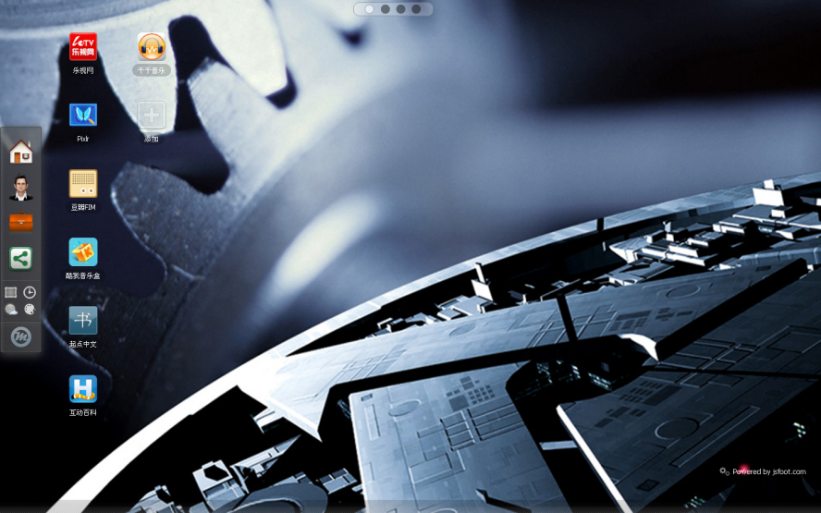 LeTV
乐视网
乐视网
千千音乐
Pixlr
添加
豆瓣FM
酷我音乐盒
书
起点中文
H
互动百科
Powered by jsfoot.com